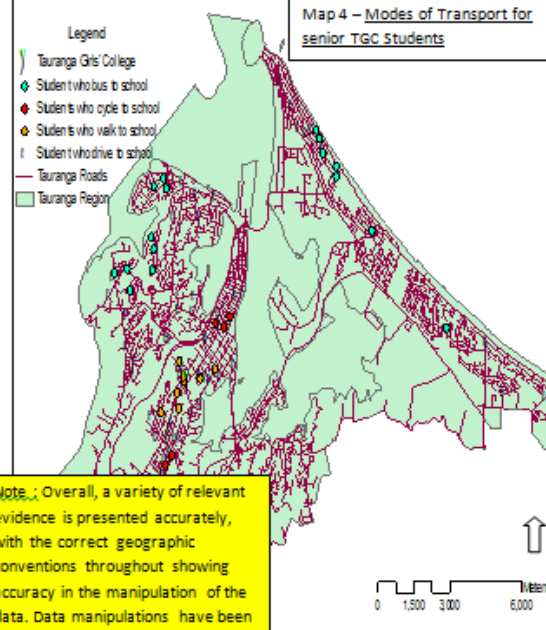 Map 4 – Modes of Transport for
senior TGC Students
Legend
Tauranga Girls' College
Student who bus to school
Students who cycle to school
Students who walk to school
Student who drive to school
Tauranga Roads
Tauranga Region
Note : Overall, a variety of relevant
evidence is presented accurately,
with the correct geographic
conventions throughout showing
accuracy in the manipulation of the
data. Data manipulations have been
0 1,500 3,000 6,000